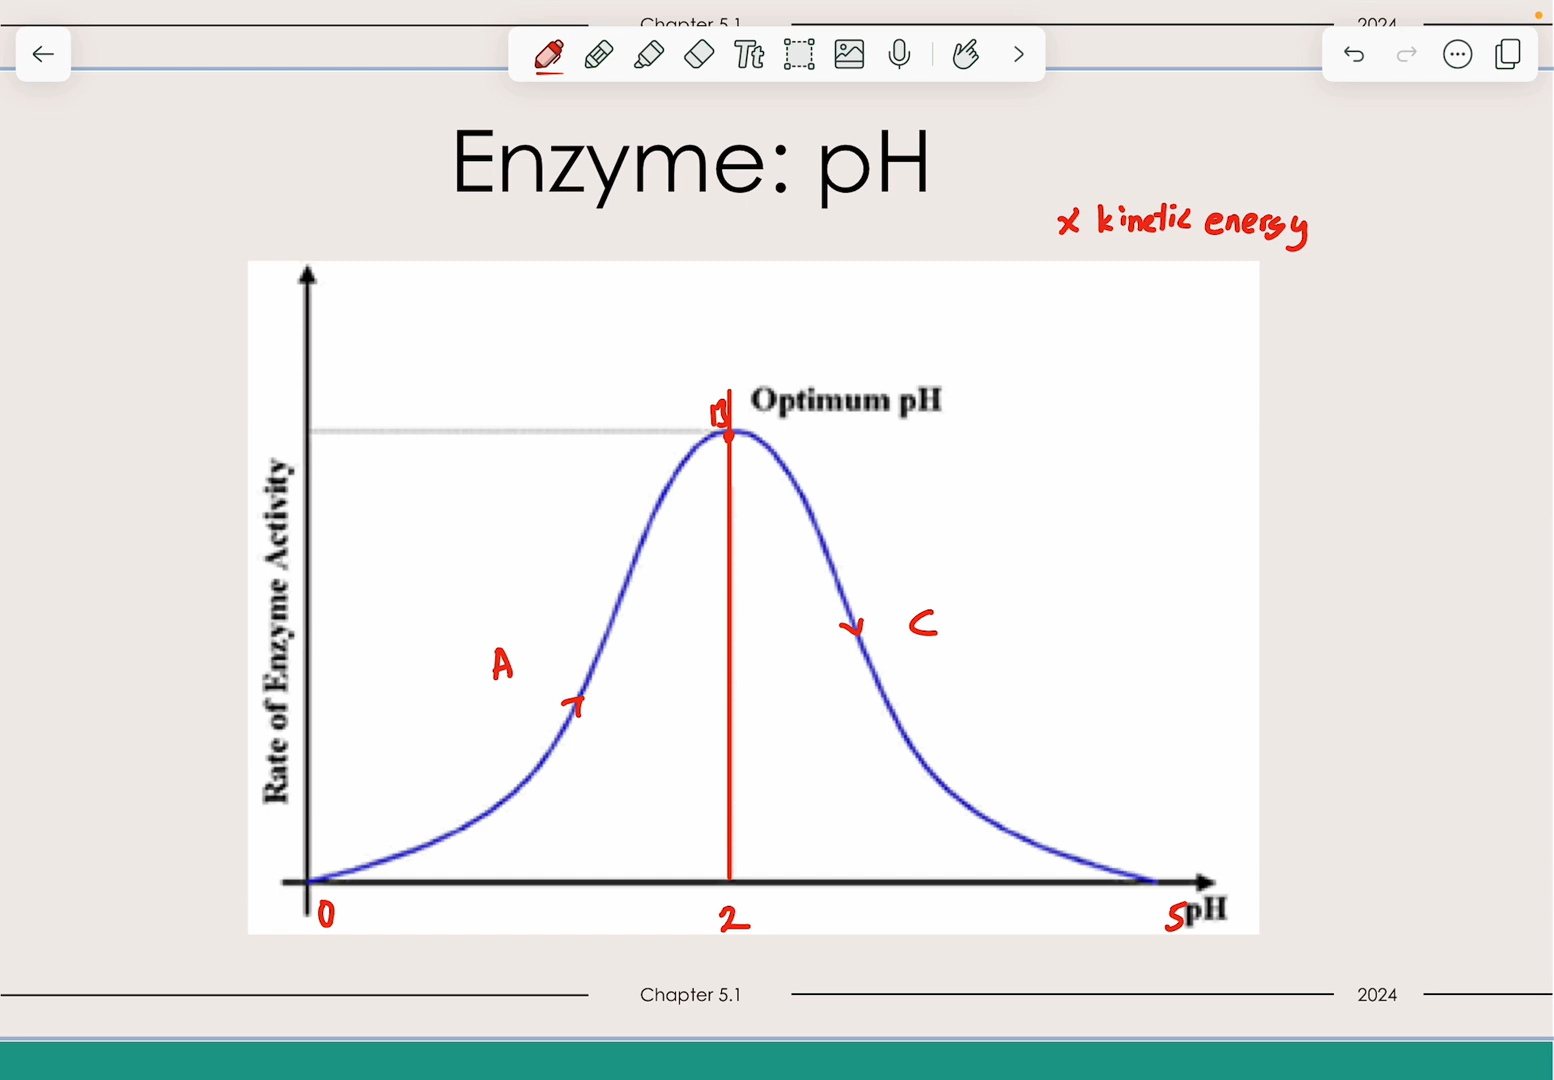 Chapter 5.1
2024
Tt
Enzyme: pH
x kinetic energy
B
Optimum pH
Rate of Enzyme Activity
A
C
0
2
5
pH
Chapter 5.1
2024